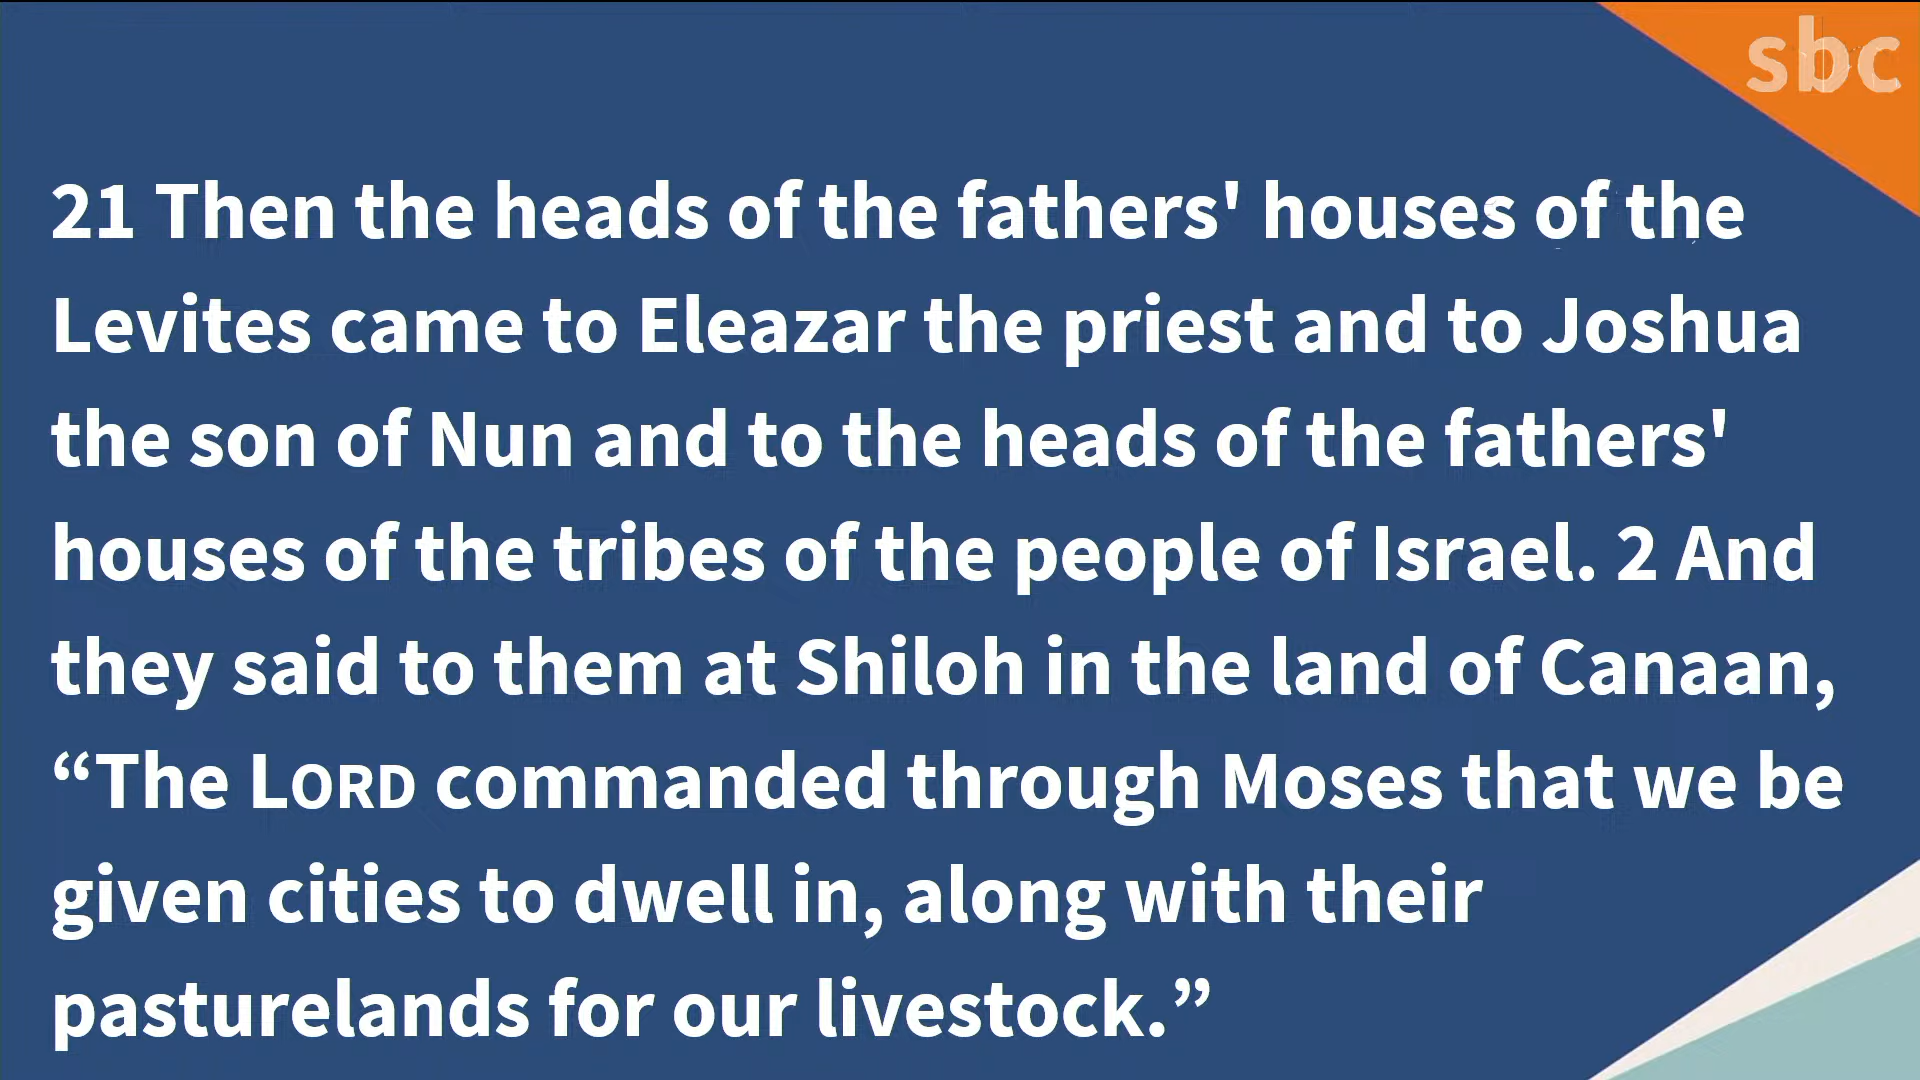 sbc
21 Then the heads of the fathers' houses of the
Levites came to Eleazar the priest and to Joshua
the son of Nun and to the heads of the fathers'
houses of the tribes of the people of Israel. 2 And
they said to them at Shiloh in the land of Canaan,
“The LORD commanded through Moses that we be
given cities to dwell in, along with their
pasturelands for our livestock.”